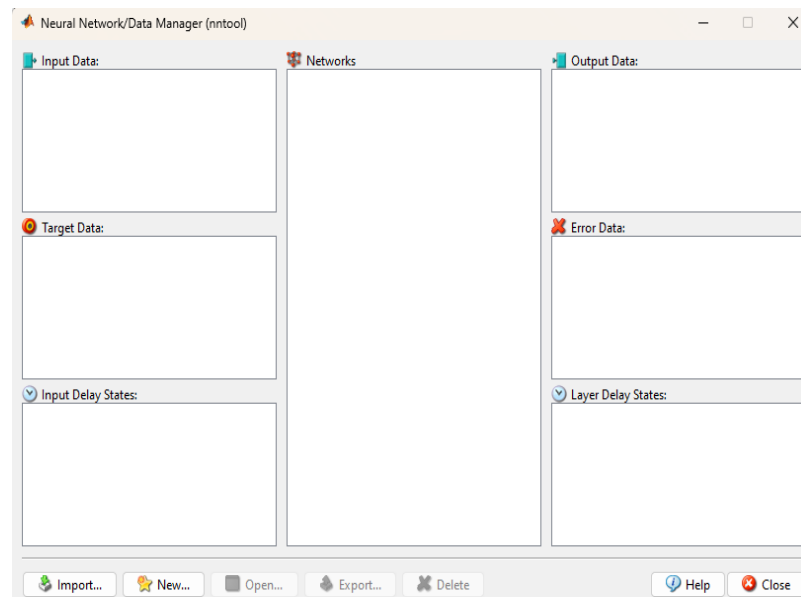 Neural Network/Data Manager (nntool)
Input Data:
Networks
Output Data:
Target Data:
Error Data:
Input Delay States:
Layer Delay States:
Import...
New...
Open...
Export...
Delete
Help
Close